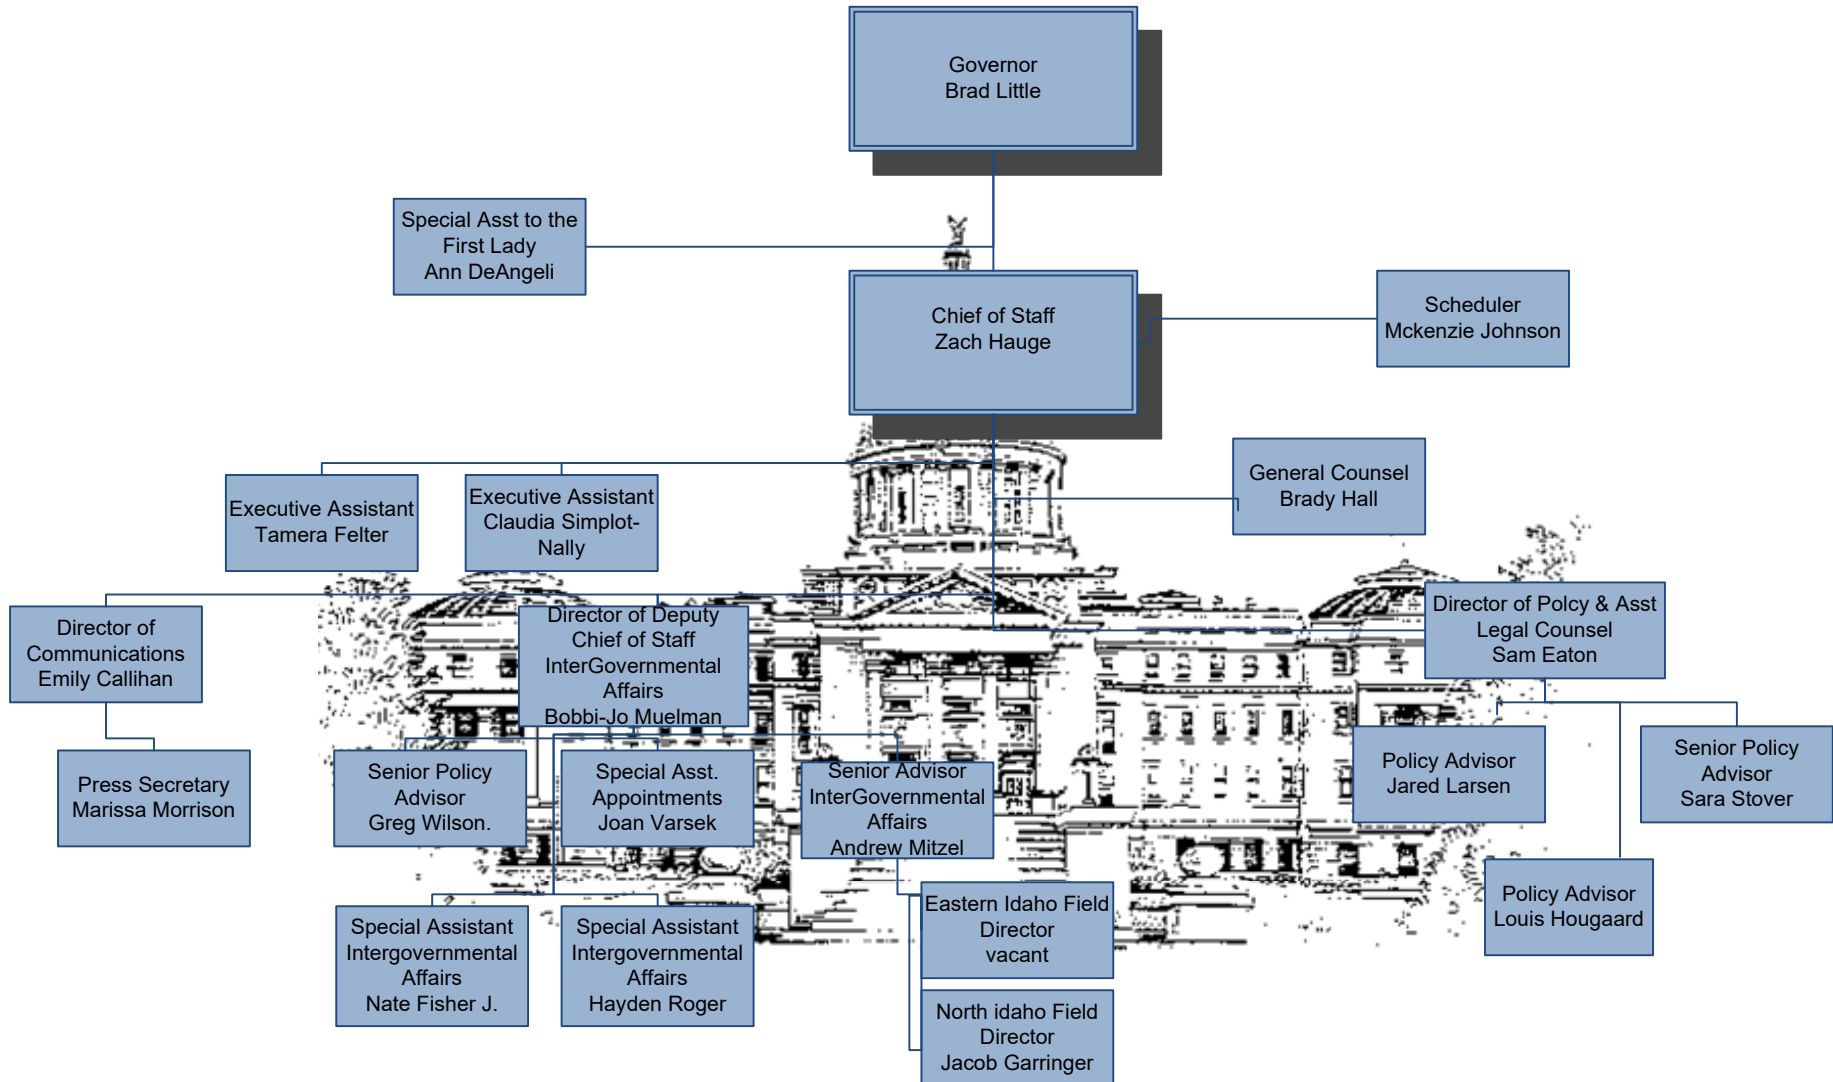 Governor
Brad Little
Special Asst to the
First Lady
Ann DeAngeli
Chief of Staff
Zach Hauge
Scheduler
Mckenzie Johnson
General Counsel
Brady Hall
Executive Assistant
Tamera Felter
Executive Assistant
Claudia Simplot-
Nally
Director of
Communications
Emily Callihan
Director of Deputy
Chief of Staff
InterGovernmental
Affairs
Bobbi-Jo Muelman
Director of Polcy & Asst
Legal Counsel
Sam Eaton
Press Secretary
Marissa Morrison
Senior Policy
Advisor
Greg Wilson.
Special Asst.
Appointments
Joan Varsek
Senior Advisor
InterGovernmental
Affairs
Andrew Mitzel
Policy Advisor
Jared Larsen
Senior Policy
Advisor
Sara Stover
Policy Advisor
Louis Hougaard
Special Assistant
Intergovernmental
Affairs
Nate Fisher J.
Special Assistant
Intergovernmental
Affairs
Hayden Roger
Eastern Idaho Field
Director
vacant
North idaho Field
Director
Jacob Garringer